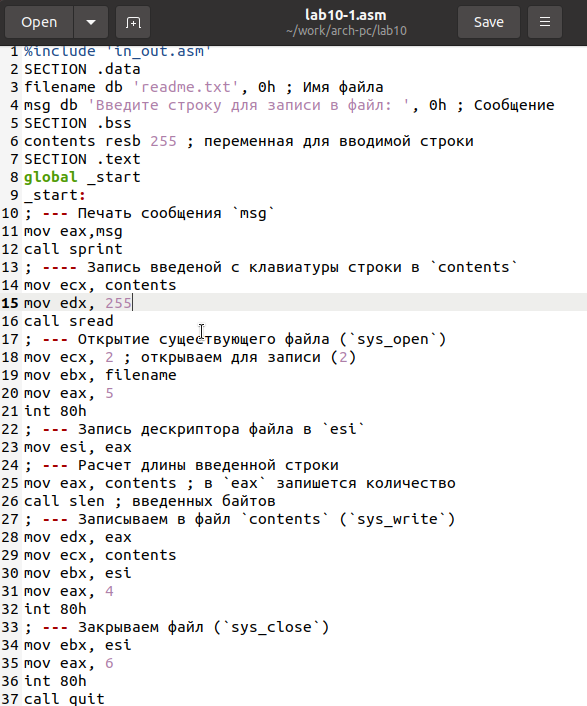 Open
lab10-1.asm
~/work/arch-pc/lab10
Save
1 %include 'in_out.asm'
2 SECTION .data
3 filename db 'readme.txt', 0h ; Имя файла
4 msg db 'Введите строку для записи в файл: ', 0h ; Сообщение
5 SECTION .bss
6 contents resb 255 ; переменная для вводимой строки
7 SECTION .text
8 global _start
9 _start:
10 ; --- Печать сообщения `msg`
11 mov eax,msg
12 call sprint
13 ; ---- Запись введеной с клавиатуры строки в `contents`
14 mov ecx, contents
15 mov edx, 255
16 call sread
17 ; --- Открытие существующего файла (`sys_open`)
18 mov ecx, 2 ; открываем для записи (2)
19 mov ebx, filename
20 mov eax, 5
21 int 80h
22 ; --- Запись дескриптора файла в `esi`
23 mov esi, eax
24 ; --- Расчет длины введенной строки
25 mov eax, contents ; в `eax` запишется количество
26 call slen ; введенных байтов
27 ; --- Записываем в файл `contents` (`sys_write`)
28 mov edx, eax
29 mov ecx, contents
30 mov ebx, esi
31 mov eax, 4
32 int 80h
33 ; --- Закрываем файл (`sys_close`)
34 mov ebx, esi
35 mov eax, 6
36 int 80h
37 call quit